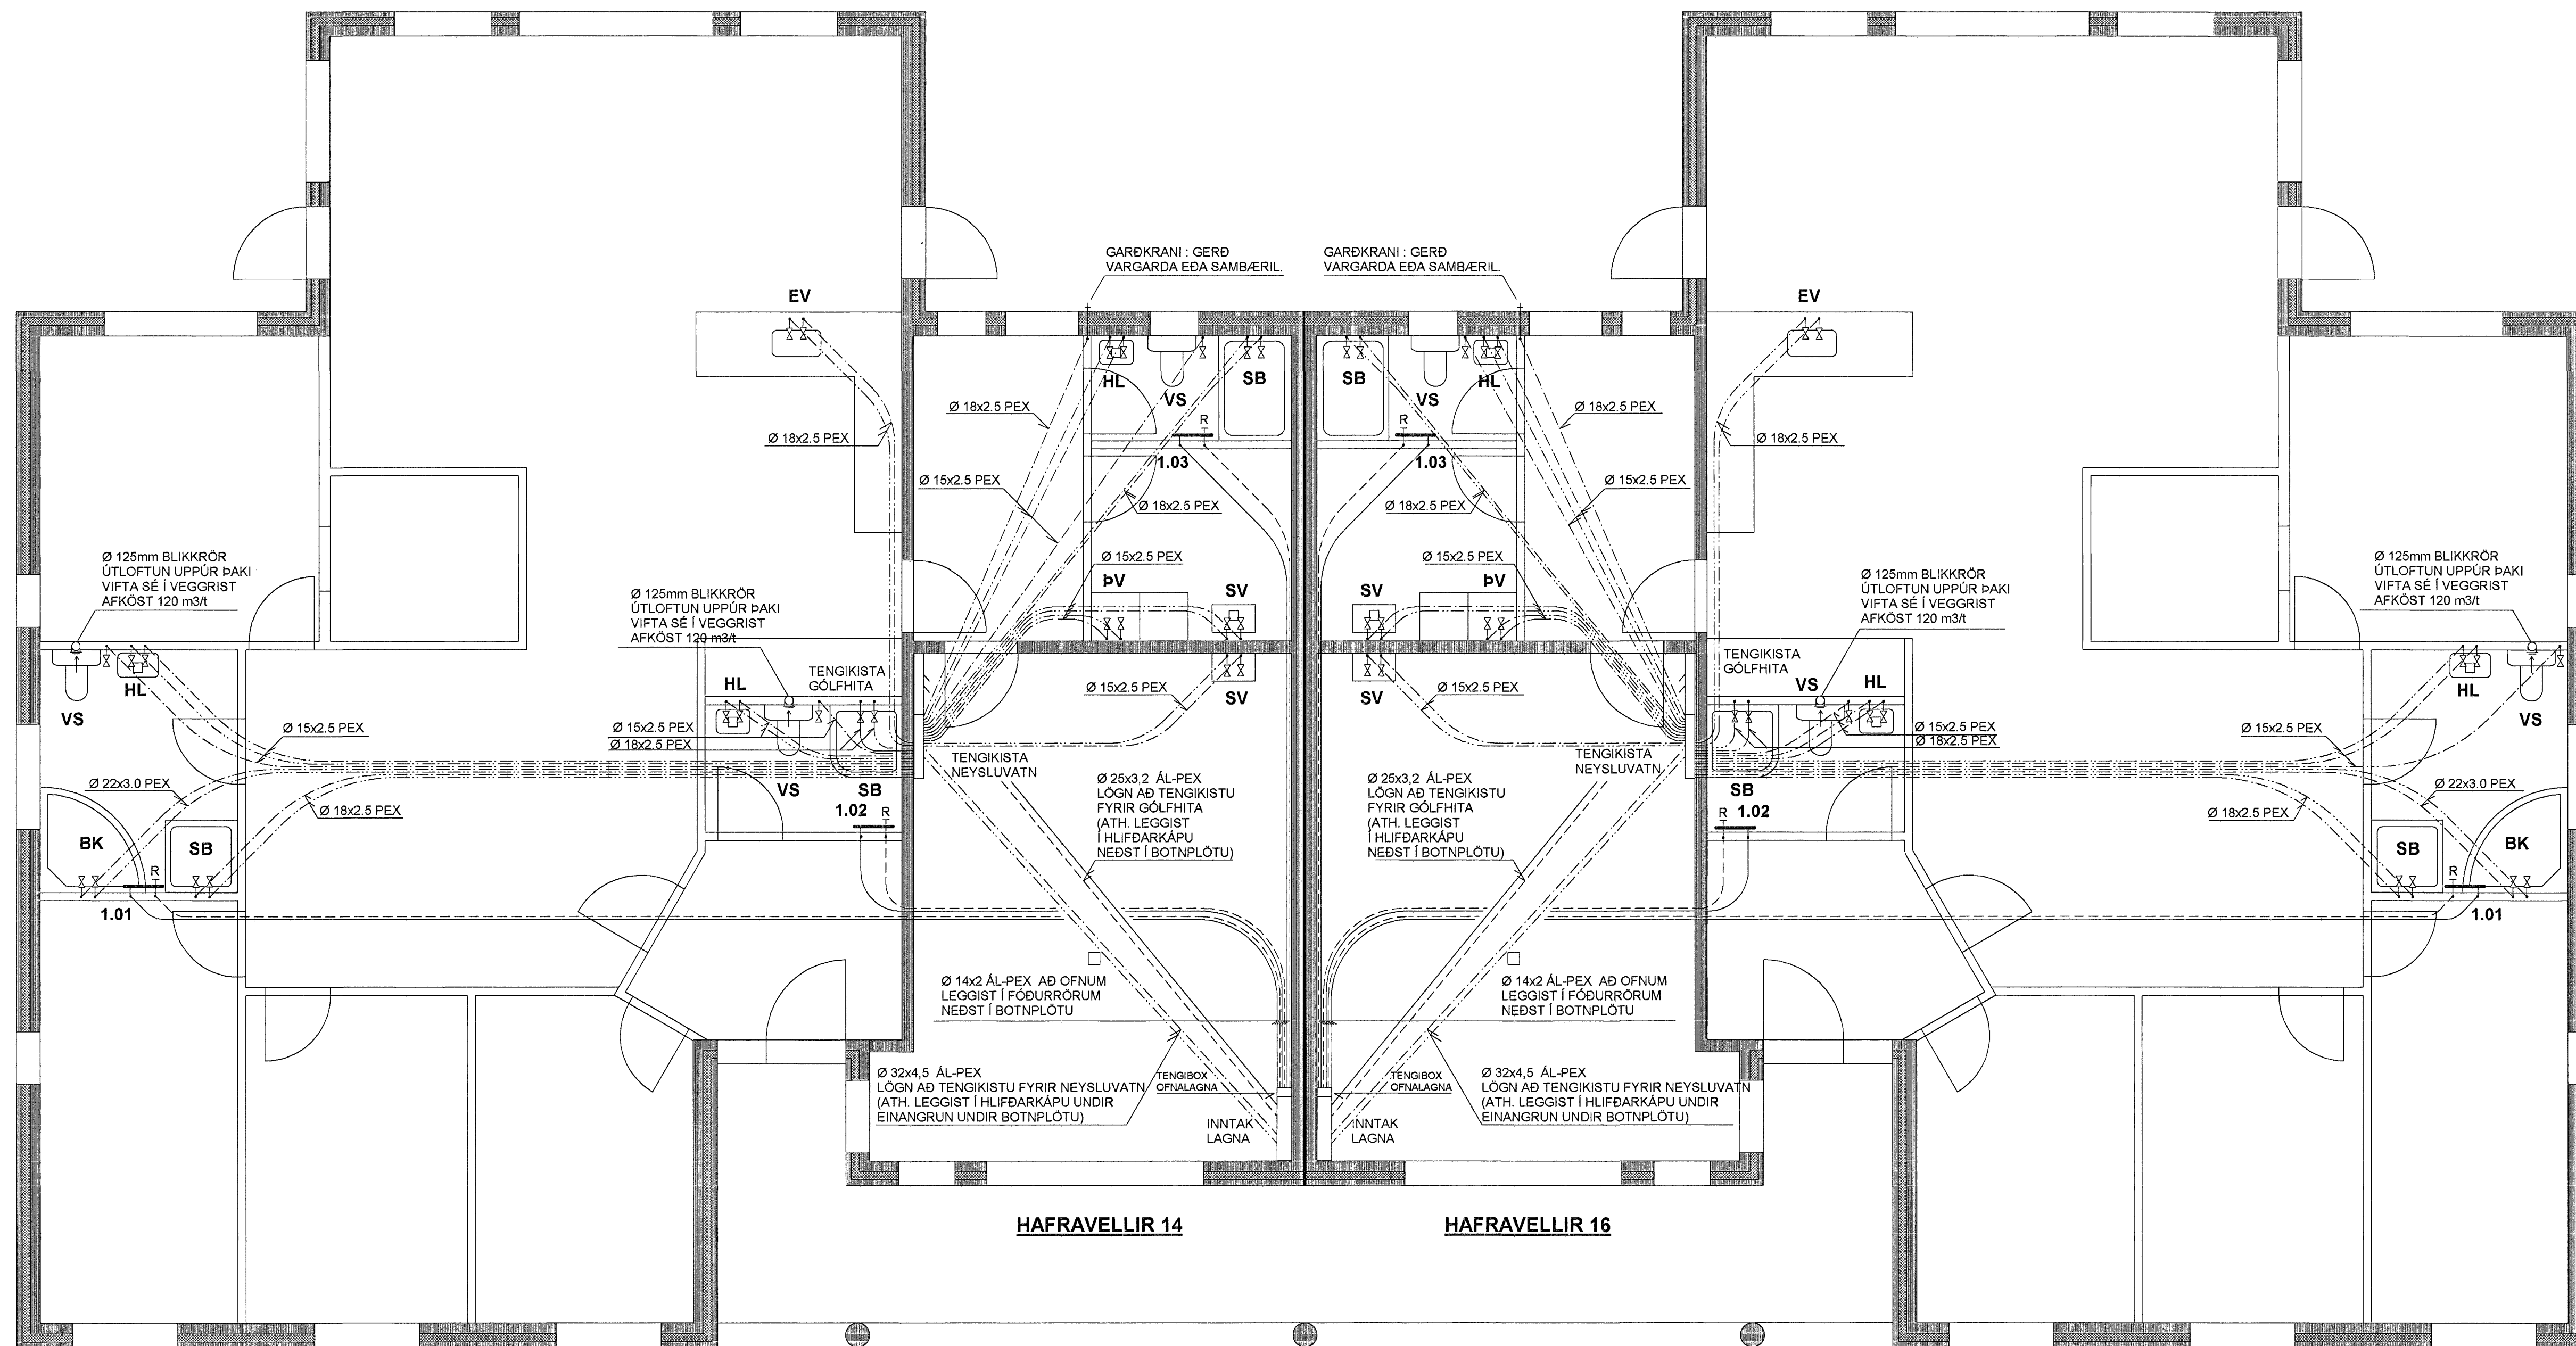 GARÐKRANI : GERÐ
VARGARDA EÐA SAMBÆRIL.
GARÐKRANI : GERÐ
VARGARDA EÐA SAMBÆRIL.
EV
EV
HL
VS
SB
SB
VS
HL
Ø 18x2.5 PEX
Ø 18x2.5 PEX
R
R
Ø 18x2.5 PEX
Ø 18x2.5 PEX
1.03
1.03
Ø 15x2.5 PEX
Ø 15x2.5 PEX
Ø 18x2.5 PEX
Ø 18x2.5 PEX
Ø 125mm BLIKKRÖR
ÚTLOFTUN UPPÚR ÞAKI
VIFTA SÉ Í VEGGRIST
AFKÖST 120 m3/t
Ø 125mm BLIKKRÖR
ÚTLOFTUN UPPÚR ÞAKI
VIFTA SÉ Í VEGGRIST
AFKÖST 120 m3/t
Ø 15x2.5 PEX
ÞV
SV
SV
Ø 15x2.5 PEX
ÞV
Ø 125mm BLIKKRÖR
ÚTLOFTUN UPPÚR ÞAKI
VIFTA SÉ Í VEGGRIST
AFKÖST 120 m3/t
Ø 125mm BLIKKRÖR
ÚTLOFTUN UPPÚR ÞAKI
VIFTA SÉ Í VEGGRIST
AFKÖST 120 m3/t
HL
VS
HL
TENGIKISTA
GÓLFHITA
Ø 15x2.5 PEX
SV
SV
Ø 15x2.5 PEX
TENGIKISTA
GÓLFHITA
VS
HL
HL
VS
Ø 15x2.5 PEX
Ø 15x2.5 PEX
Ø 18x2.5 PEX
Ø 15x2.5 PEX
Ø 18x2.5 PEX
Ø 15x2.5 PEX
TENGIKISTA
NEYSLUVATN
TENGIKISTA
NEYSLUVATN
Ø 22x3.0 PEX
Ø 18x2.5 PEX
VS
SB
1.02
R
Ø 25x3,2 ÁL-PEX
LÖGN AÐ TENGIKISTU
FYRIR GÓLFHITA
(ATH. LEGGIST
Í HLIFÐARKÁPU
NEÐST Í BOTNPLÖTU)
Ø 25x3,2 ÁL-PEX
LÖGN AÐ TENGIKISTU
FYRIR GÓLFHITA
(ATH. LEGGIST
Í HLIFÐARKÁPU
NEÐST Í BOTNPLÖTU)
SB
R
1.02
Ø 22x3.0 PEX
Ø 18x2.5 PEX
BK
SB
R
1.01
SB
BK
R
1.01
Ø 14x2 ÁL-PEX AÐ OFNUM
LEGGIST Í FÓÐURRÖRUM
NEÐST Í BOTNPLÖTU
Ø 14x2 ÁL-PEX AÐ OFNUM
LEGGIST Í FÓÐURRÖRUM
NEÐST Í BOTNPLÖTU
Ø 32x4,5 ÁL-PEX
LÖGN AÐ TENGIKISTU FYRIR NEYSLUVATN
(ATH. LEGGIST Í HLIFÐARKÁPU UNDIR
EINANGRUN UNDIR BOTNPLÖTU)
TENGIBOX
OFNALAGNA
TENGIBOX
OFNALAGNA
Ø 32x4,5 ÁL-PEX
LÖGN AÐ TENGIKISTU FYRIR NEYSLUVATN
(ATH. LEGGIST Í HLIFÐARKÁPU UNDIR
EINANGRUN UNDIR BOTNPLÖTU)
INNTAK
LAGNA
INNTAK
LAGNA
HAFRAVELLIR 14
HAFRAVELLIR 16